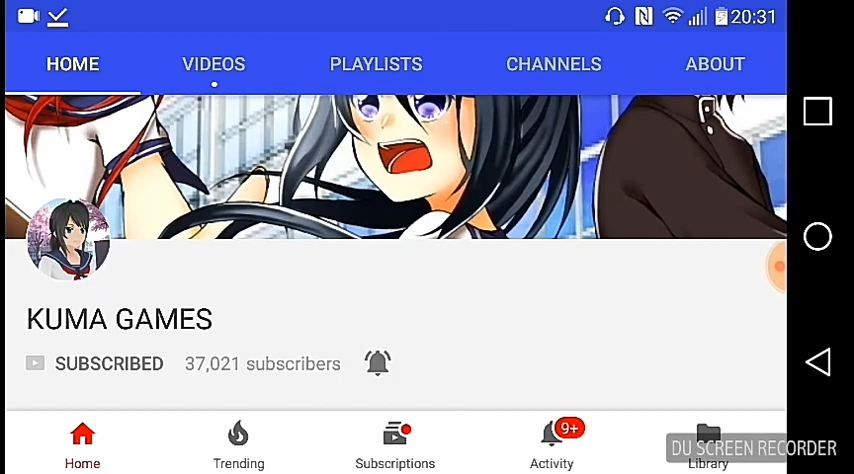 20:31
HOME VIDEOS PLAYLISTS CHANNELS ABOUT
KUMA GAMES
SUBSCRIBED 37,021 subscribers
9+
Home Trending Subscriptions Activity Library
DU SCREEN RECORDER